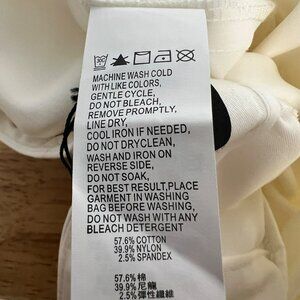 MACHINE WASH COLD
WITH LIKE COLORS,
GENTLE CYCLE,
DO NOT BLEACH,
REMOVE PROMPTLY,
LINE DRY,
COOL IRON IF NEEDED,
DO NOT DRYCLEAN,
WASH AND IRON ON
REVERSE SIDE,
DO NOT SOAK,
FOR BEST RESULT,PLACE
GARMENT IN WASHING
BAG BEFORE WASHING,
DO NOT WASH WITH ANY
BLEACH DETERGENT
57.6% COTTON
39.9% NYLON
2.5% SPANDEX
57.6% 棉
39.9% 尼龍
2.5% 彈性纖維